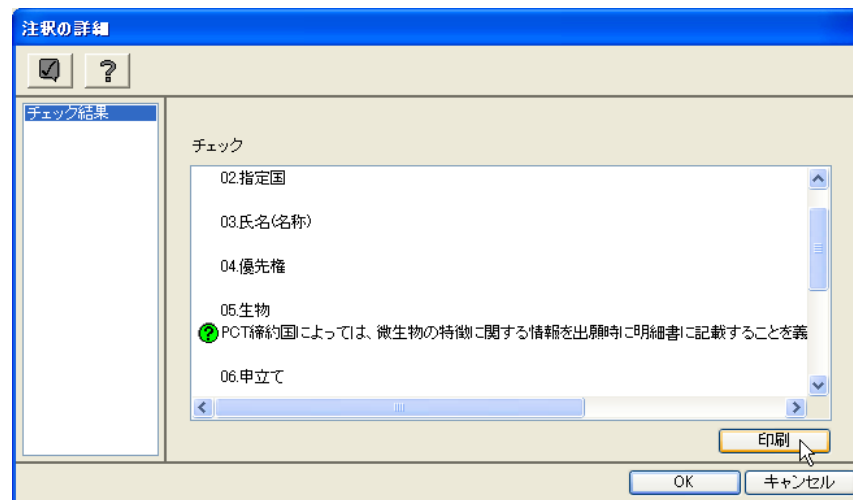 注釈の詳細
チェック結果
チェック
02.指定国
03.氏名(名称)
04.優先権
05.生物
?PCT締約国によっては、微生物の特徴に関する情報を出願時に明細書に記載することを義
06.申立て
印刷
OK
キャンセル